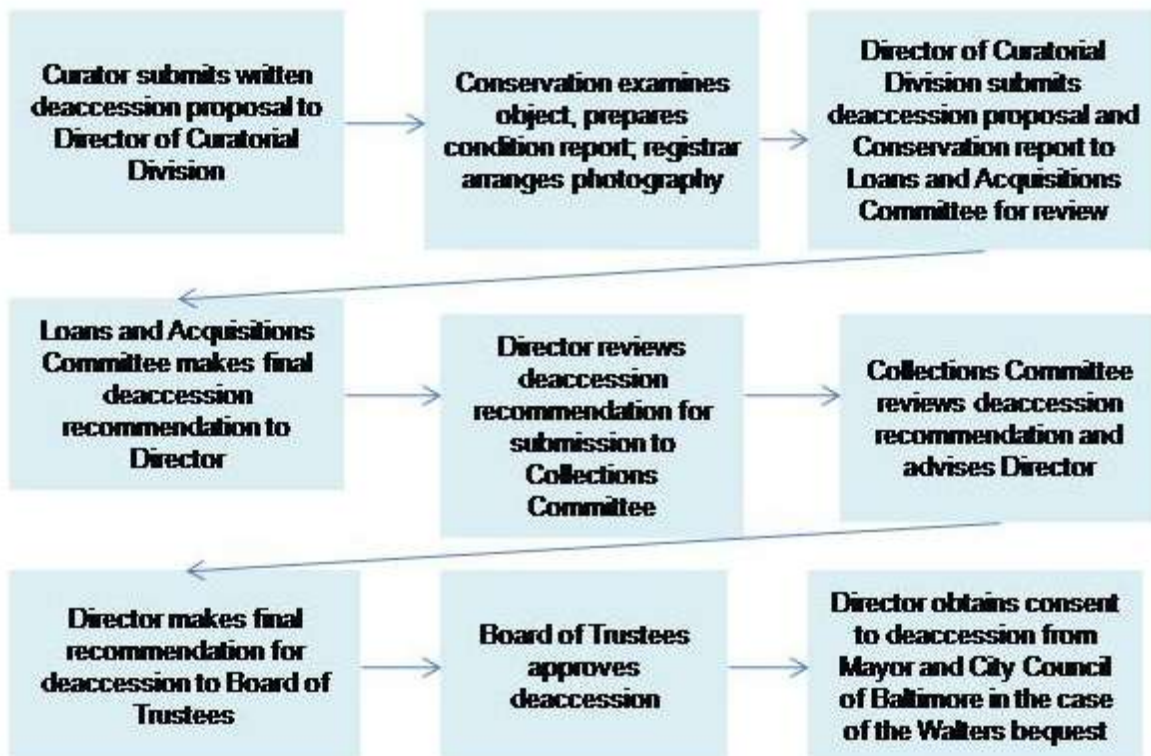 Curator submits written
deaccession proposal to
Director of Curatorial
Division
Conservation examines
object, prepares
condition report; registrar
arranges photography
Director of Curatorial
Division submits
deaccession proposal and
Conservation report to
Loans and Acquisitions
Committee for review
Loans and Acquisitions
Committee makes final
deaccession
recommendation to
Director
Director reviews
deaccession
recommendation for
submission to
Collections
Committee
Collections Committee
reviews deaccession
recommendation and
advises Director
Director makes final
recommendation for
deaccession to Board of
Trustees
Board of Trustees
approves
deaccession
Director obtains consent
to deaccession from
Mayor and City Council
of Baltimore in the case
of the Walters bequest